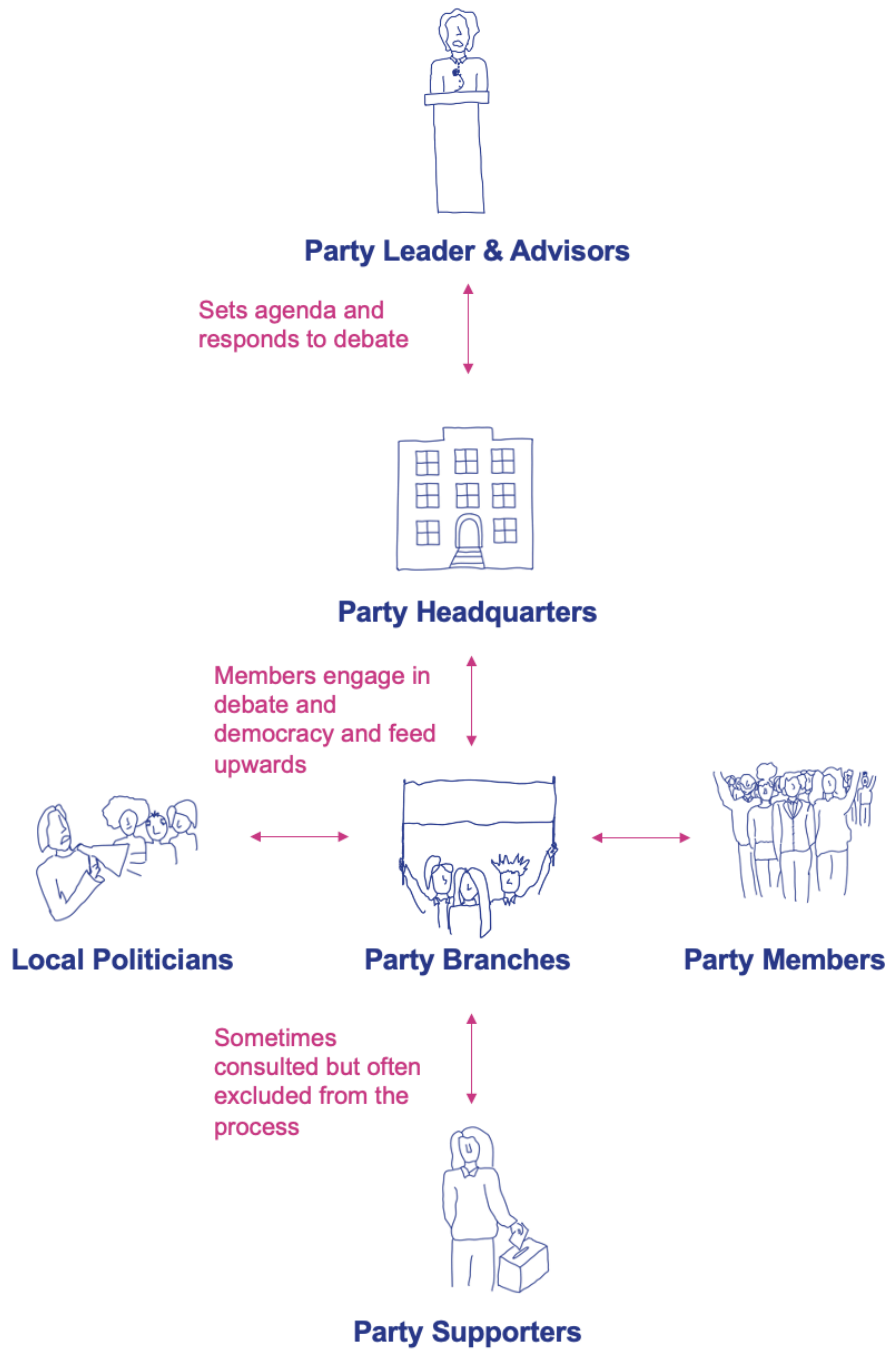 Party Leader & Advisors
Sets agenda and
responds to debate
Party Headquarters
Members engage in
debate and
democracy and feed
upwards
Local Politicians
Party Branches
Party Members
Sometimes
consulted but often
excluded from the
process
Party Supporters